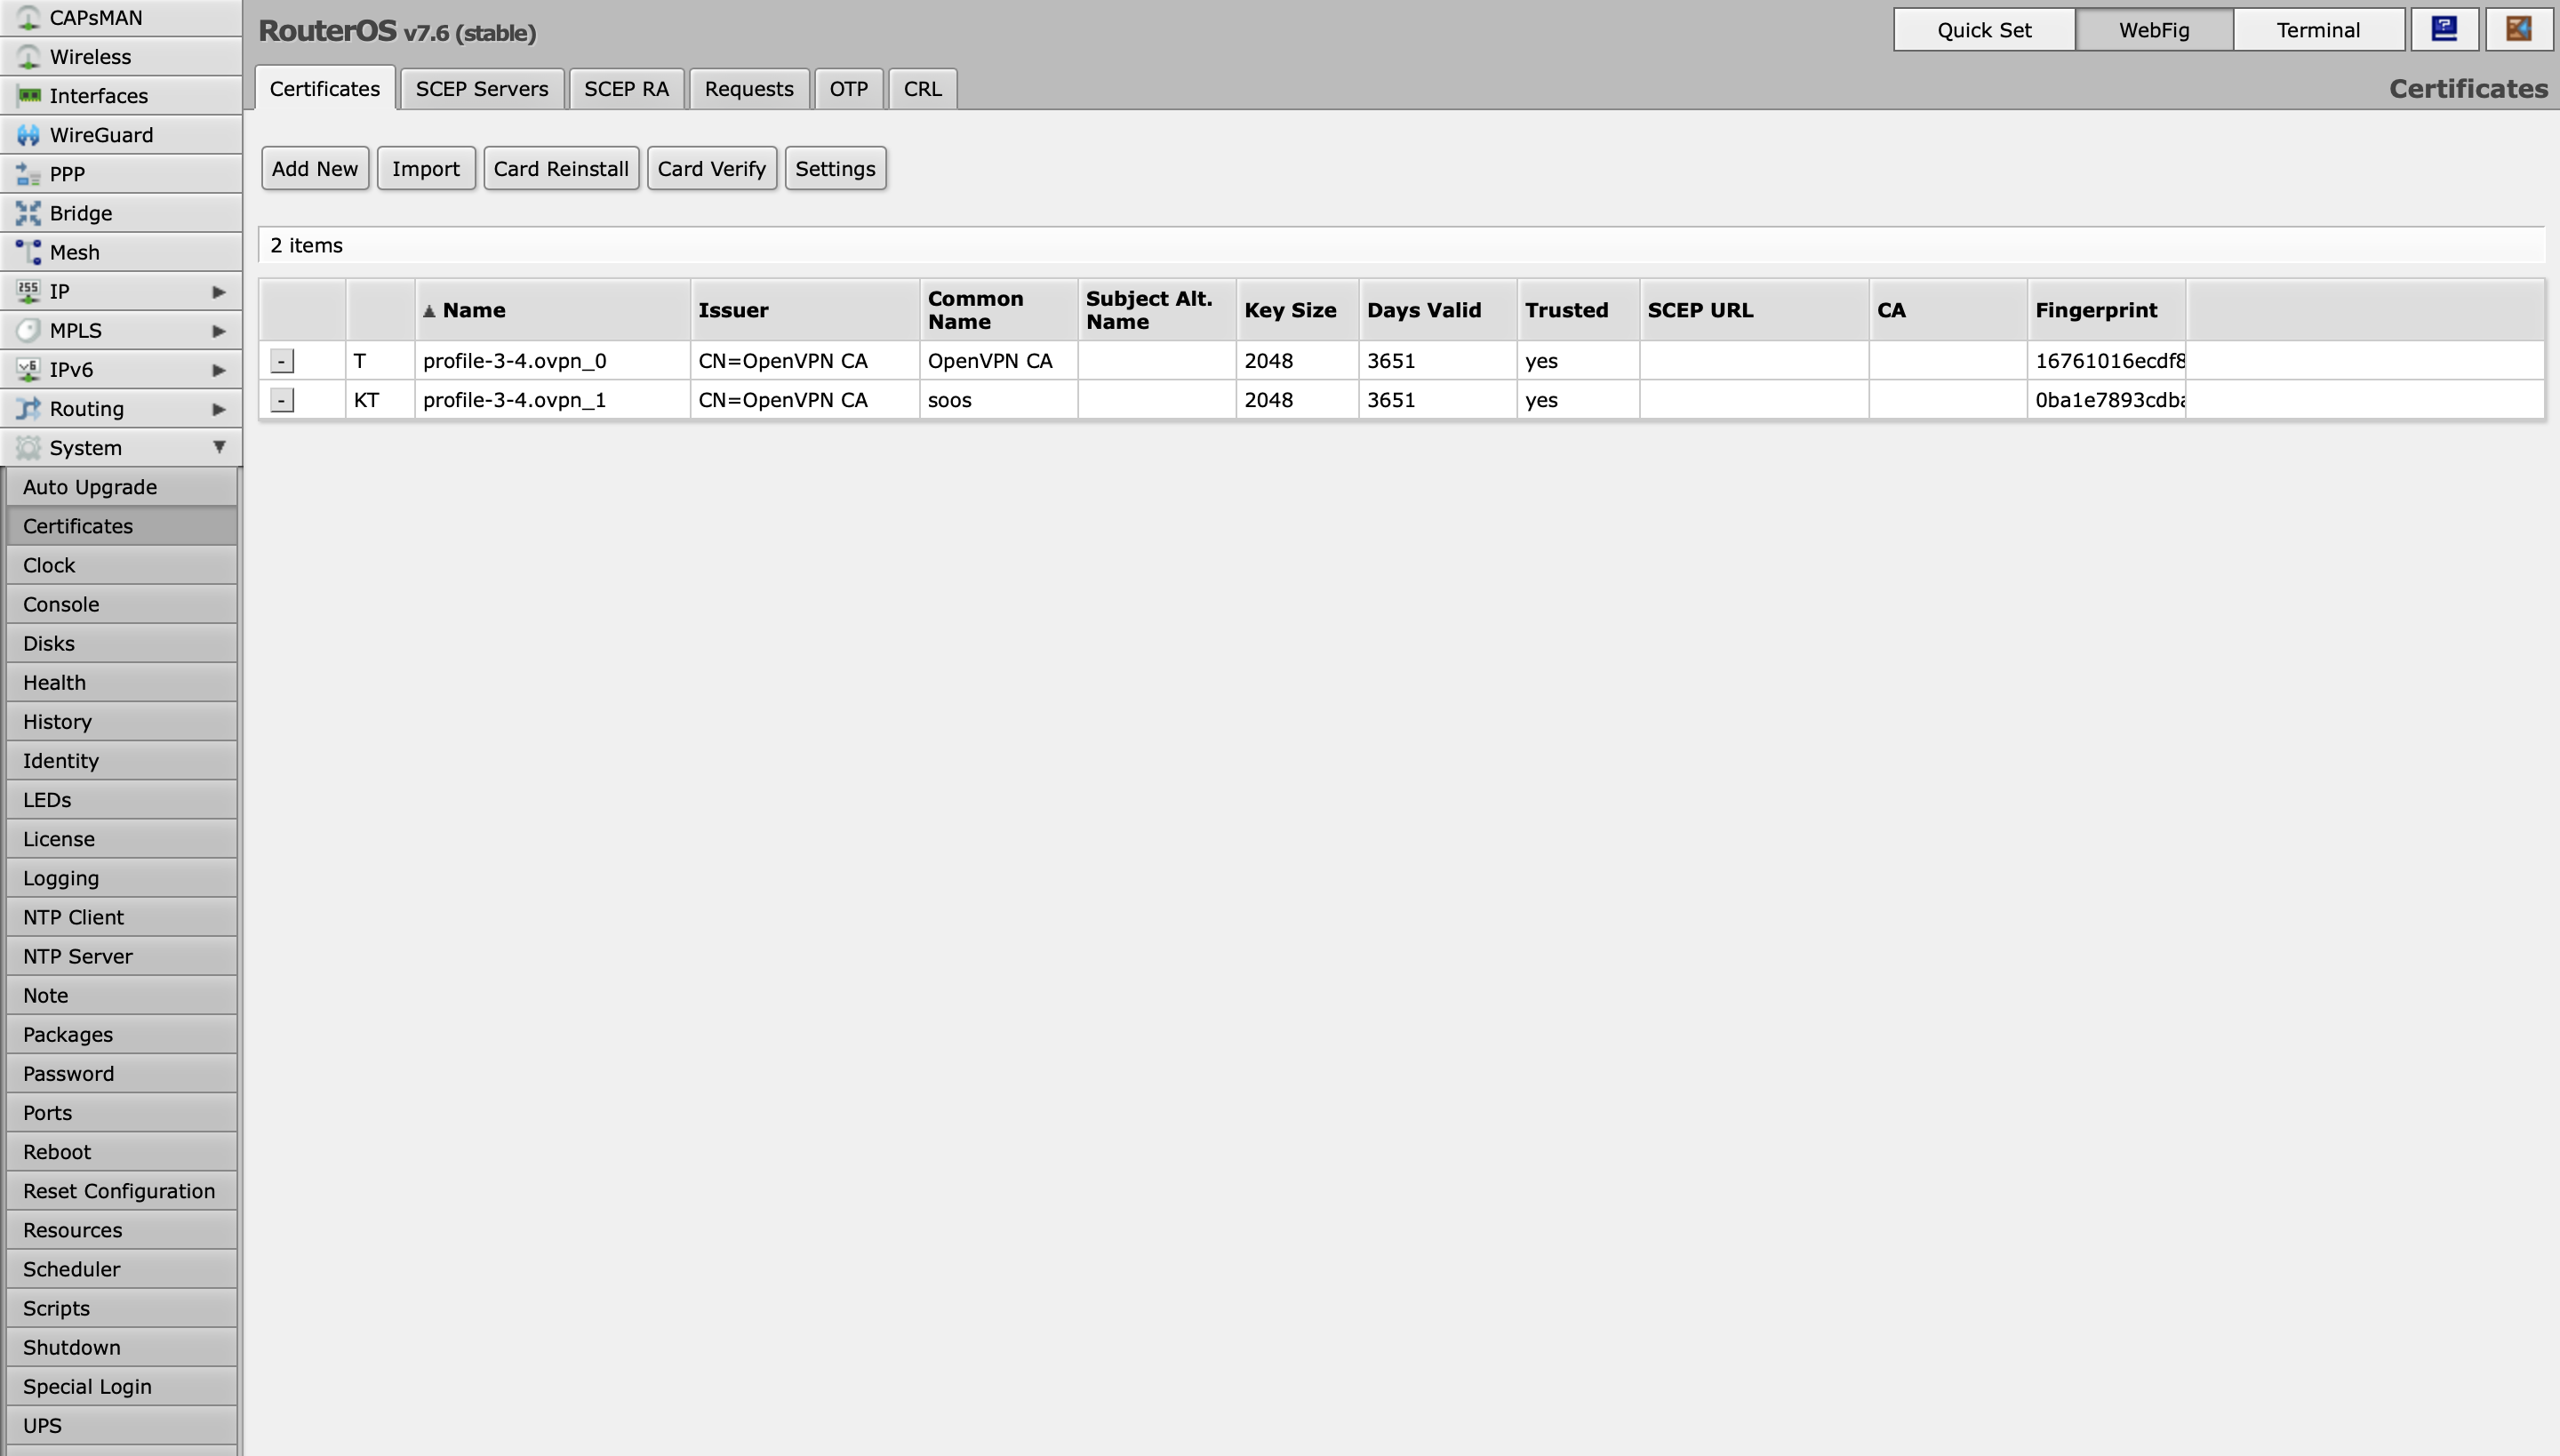 CAPsMAN
Wireless
Interfaces
WireGuard
PPP
Bridge
Mesh
IP
MPLS
IPv6
Routing
System
Auto Upgrade
Certificates
Clock
Console
Disks
Health
History
Identity
LEDs
License
Logging
NTP Client
NTP Server
Note
Packages
Password
Ports
Reboot
Reset Configuration
Resources
Scheduler
Scripts
Shutdown
Special Login
UPS
RouterOS v7.6 (stable)
Quick Set WebFig Terminal
Certificates SCEP Servers SCEP RA Requests OTP CRL Certificates
Add New Import Card Reinstall Card Verify Settings
2 items
Name Issuer Common Name Subject Alt. Name Key Size Days Valid Trusted SCEP URL CA Fingerprint
- T profile-3-4.ovpn_0 CN=OpenVPN CA OpenVPN CA 2048 3651 yes 16761016ecdf8
- KT profile-3-4.ovpn_1 CN=OpenVPN CA soos 2048 3651 yes 0ba1e7893cdba